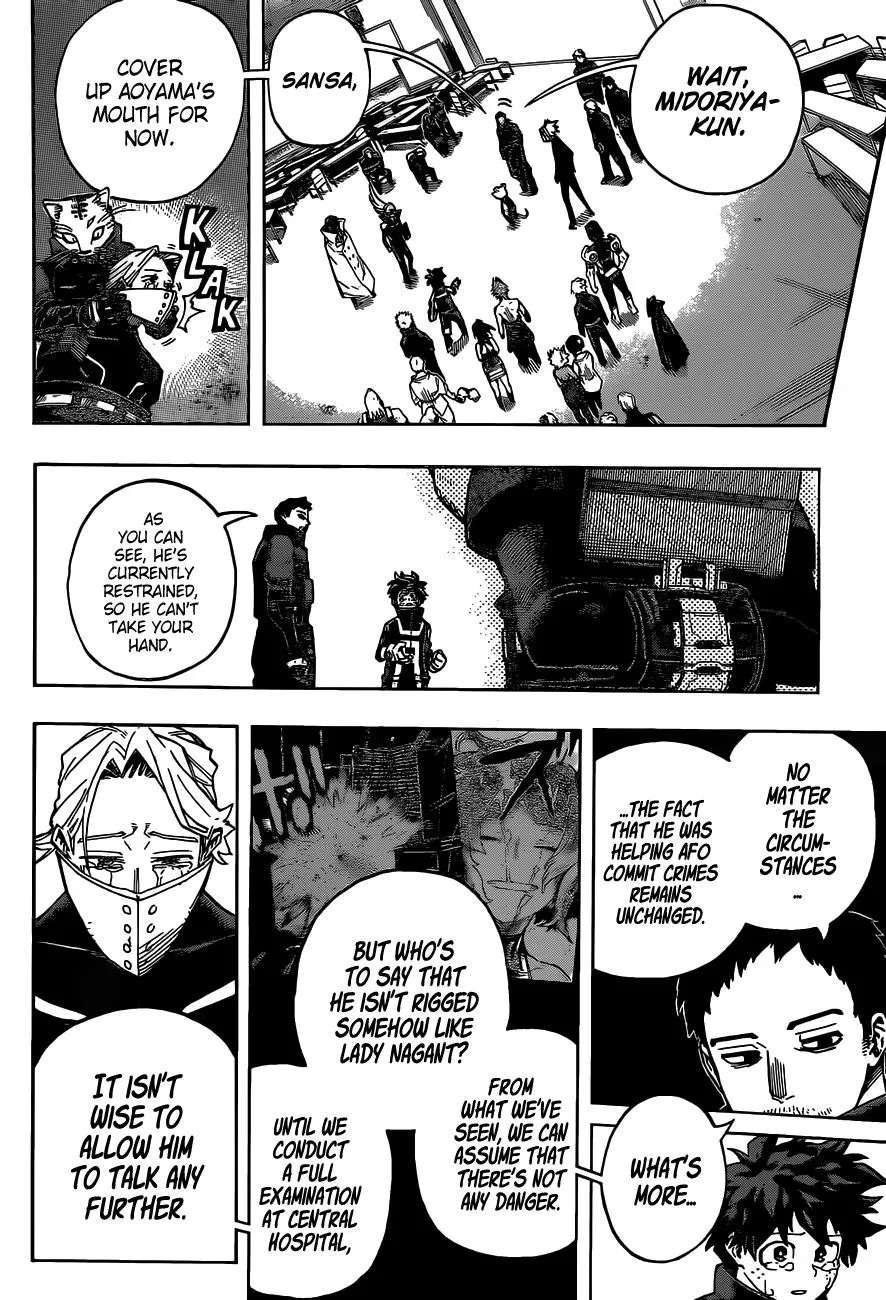 WAIT,
MIDORIYA-
KUN.
SANSA,
COVER
UP AOYAMA'S
MOUTH FOR
NOW.
KLAK
AS
YOU CAN
SEE, HE'S
CURRENTLY
RESTRAINED,
SO HE CAN'T
TAKE YOUR
HAND.
NO
MATTER
THE
CIRCUM-
STANCES
...
...THE FACT
THAT HE WAS
HELPING AFO
COMMIT CRIMES
REMAINS
UNCHANGED.
WHAT'S
MORE...
BUT WHO'S
TO SAY THAT
HE ISN'T RIGGED
SOMEHOW LIKE
LADY NAGANT?
FROM
WHAT WE'VE
SEEN, WE CAN
ASSUME THAT
THERE'S NOT
ANY DANGER.
UNTIL WE
CONDUCT
A FULL
EXAMINATION
AT CENTRAL
HOSPITAL,
IT ISN'T
WISE TO
ALLOW HIM
TO TALK ANY
FURTHER.